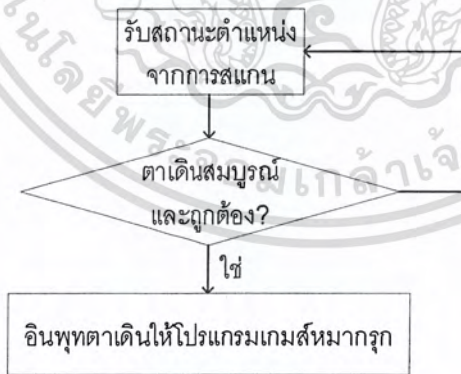 รับสถานะตำแหน่ง
จากการสแกน
ตาเดินสมบูรณ์
และถูกต้อง?
ใช่
อินพุทตาเดินให้โปรแกรมเกมส์หมากรุก